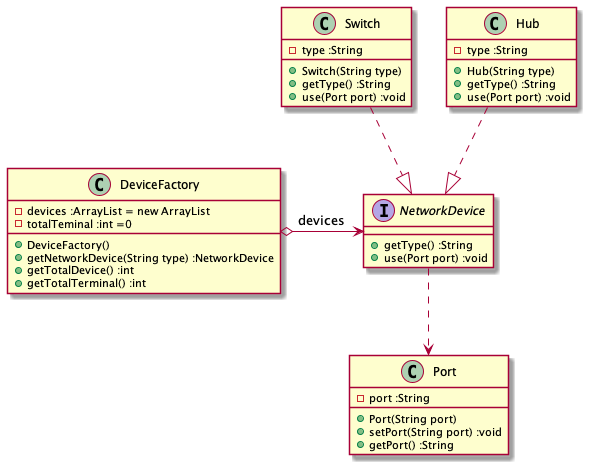 C Switch
type :String
Switch(String type)
getType() :String
use(Port port) :void
C Hub
type :String
Hub(String type)
getType() :String
use(Port port) :void
C DeviceFactory
devices :ArrayList = new ArrayList
totalTeminal :int =0
DeviceFactory()
getNetworkDevice(String type) :NetworkDevice
getTotalDevice() :int
getTotalTerminal() :int
devices
I NetworkDevice
getType() :String
use(Port port) :void
C Port
port :String
Port(String port)
setPort(String port) :void
getPort() :String